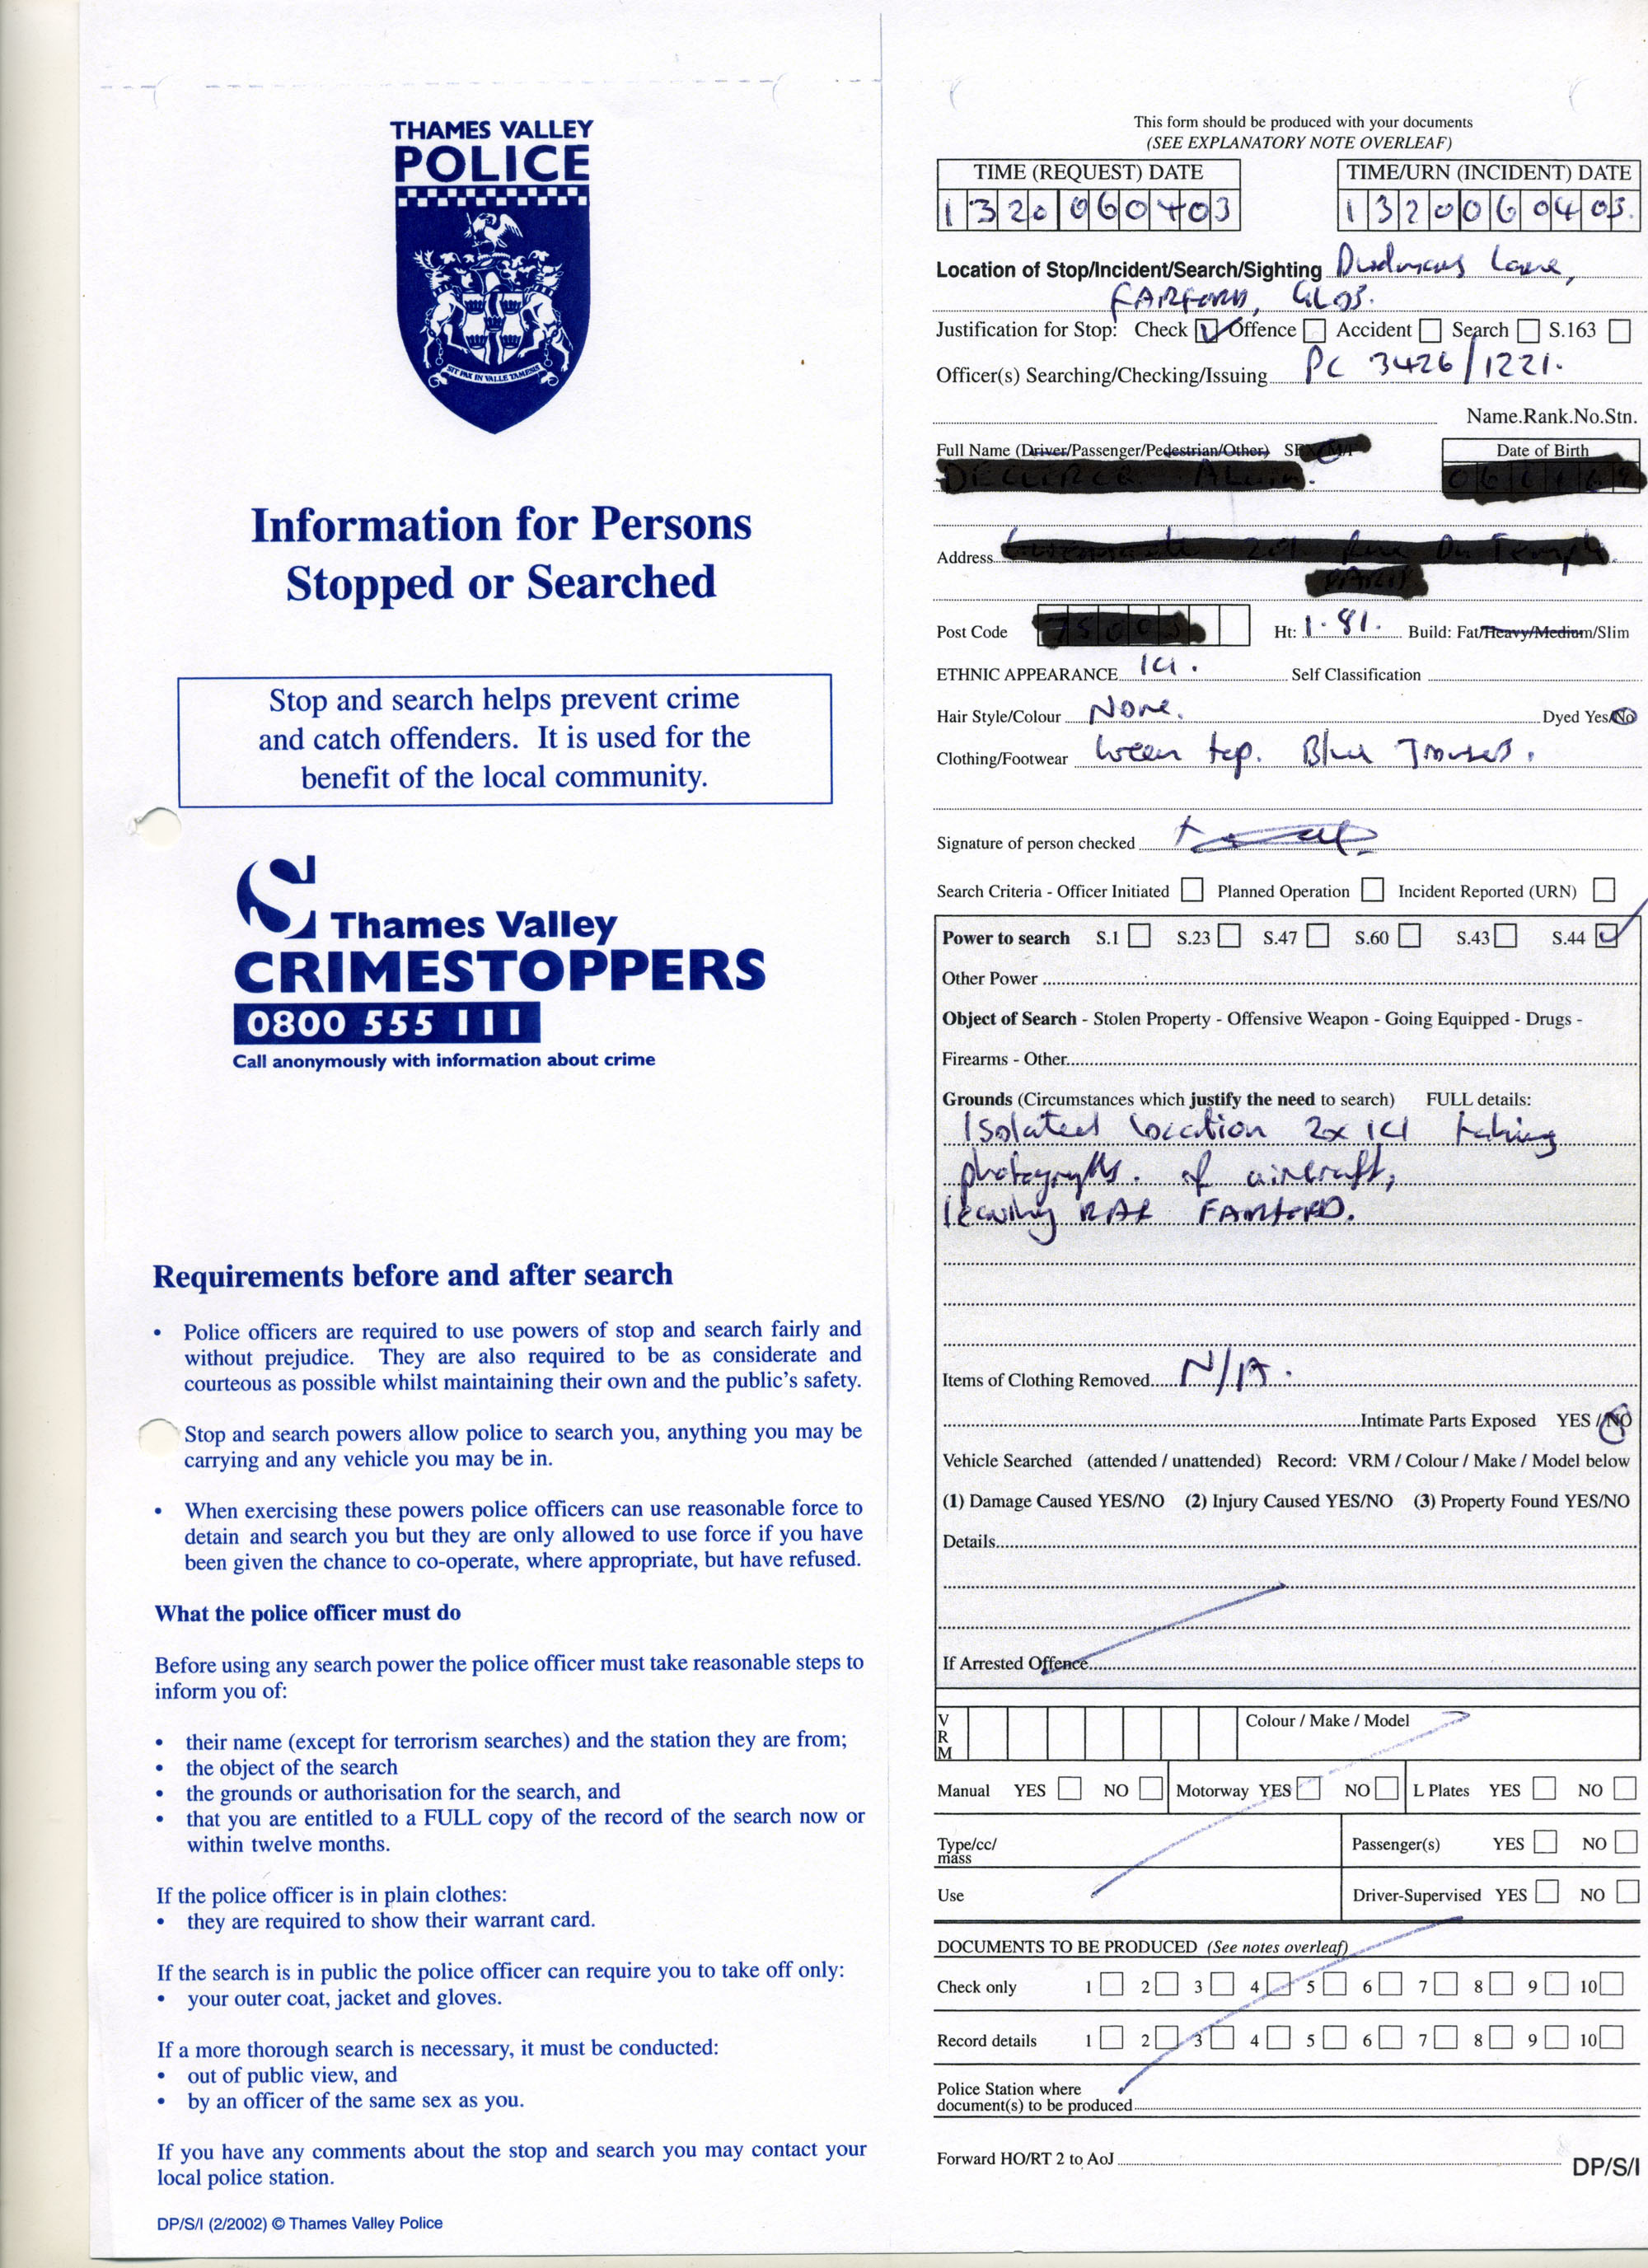 THAMES VALLEY
POLICE
SIT PAX IN VALLE TAMESIS
Information for Persons
Stopped or Searched
Stop and search helps prevent crime
and catch offenders. It is used for the
benefit of the local community.
Thames Valley
CRIMESTOPPERS
0800 555 111
Call anonymously with information about crime
Requirements before and after search
• Police officers are required to use powers of stop and search fairly and
without prejudice. They are also required to be as considerate and
courteous as possible whilst maintaining their own and the public's safety.
Stop and search powers allow police to search you, anything you may be
carrying and any vehicle you may be in.
• When exercising these powers police officers can use reasonable force to
detain and search you but they are only allowed to use force if you have
been given the chance to co-operate, where appropriate, but have refused.
What the police officer must do
Before using any search power the police officer must take reasonable steps to
inform you of:
• their name (except for terrorism searches) and the station they are from;
• the object of the search
• the grounds or authorisation for the search, and
• that you are entitled to a FULL copy of the record of the search now or
within twelve months.
If the police officer is in plain clothes:
• they are required to show their warrant card.
If the search is in public the police officer can require you to take off only:
• your outer coat, jacket and gloves.
If a more thorough search is necessary, it must be conducted:
• out of public view, and
• by an officer of the same sex as you.
If you have any comments about the stop and search you may contact your
local police station.
DP/S/I (2/2002) © Thames Valley Police
This form should be produced with your documents
(SEE EXPLANATORY NOTE OVERLEAF)
TIME (REQUEST) DATE TIME/URN (INCIDENT) DATE
1320 060403 1320060403.
Location of Stop/Incident/Search/Sighting Lane,
FAIRFORD, GLOS.
Justification for Stop: Check Offence Accident Search S.163
Officer(s) Searching/Checking/Issuing PC 3426/1221.
Name.Rank.No.Stn.
Full Name (Driver/Passenger/Pedestrian/Other) Date of Birth
Address
Post Code Ht: 1.81. Build: Fat/Heavy/Medium/Slim
ETHNIC APPEARANCE IC1. Self Classification
Hair Style/Colour None. Dyed Yes/No
Clothing/Footwear Green top. Blue Trousers.
Signature of person checked
Search Criteria - Officer Initiated Planned Operation Incident Reported (URN)
Power to search S.1 S.23 S.47 S.60 S.43 S.44
Other Power
Object of Search - Stolen Property - Offensive Weapon - Going Equipped - Drugs -
Firearms - Other
Grounds (Circumstances which justify the need to search) FULL details:
Isolated location 2x IC1 taking
photographs. of aircraft,
leaving RAF FAIRFORD.
Items of Clothing Removed N/A.
Intimate Parts Exposed YES / NO
Vehicle Searched (attended / unattended) Record: VRM / Colour / Make / Model below
(1) Damage Caused YES/NO (2) Injury Caused YES/NO (3) Property Found YES/NO
Details
If Arrested Offence
VRM Colour / Make / Model
Manual YES NO Motorway YES NO L Plates YES NO
Type/cc/ Passenger(s) YES NO
mass
Use Driver-Supervised YES NO
DOCUMENTS TO BE PRODUCED (See notes overleaf)
Check only 1 2 3 4 5 6 7 8 9 10
Record details 1 2 3 4 5 6 7 8 9 10
Police Station where
document(s) to be produced
Forward HO/RT 2 to AoJ
DP/S/I